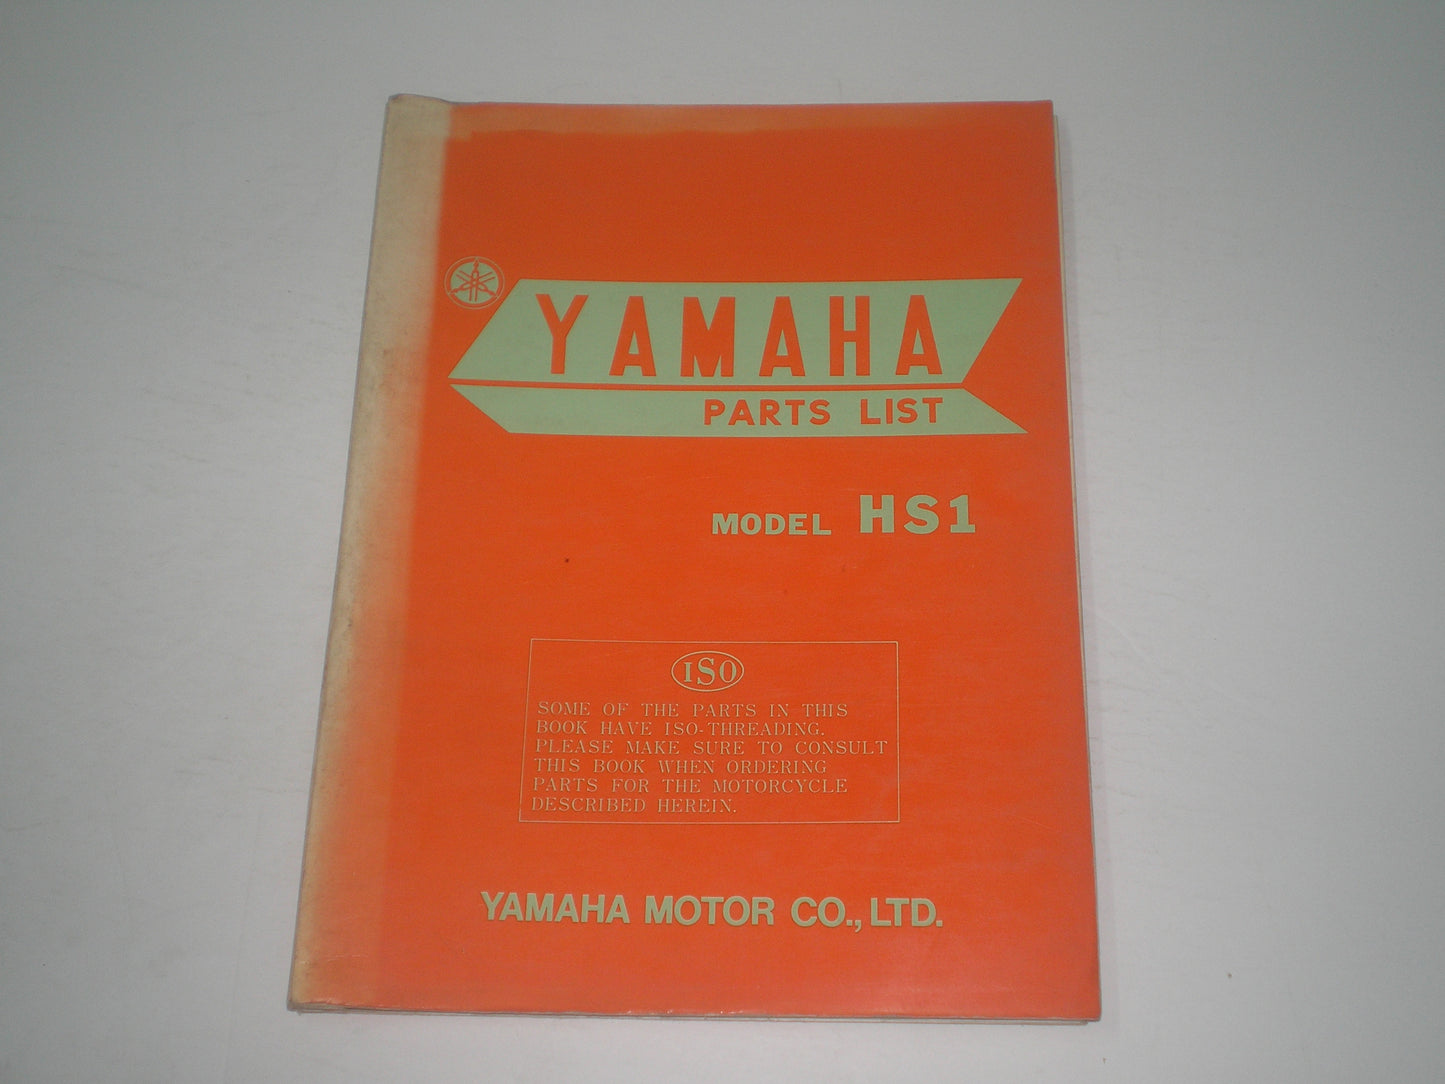 YAMAHA
PARTS LIST
MODEL HS1
ISO
SOME OF THE PARTS IN THIS
BOOK HAVE ISO-THREADING.
PLEASE MAKE SURE TO CONSULT
THIS BOOK WHEN ORDERING
PARTS FOR THE MOTORCYCLE
DESCRIBED HEREIN.
YAMAHA MOTOR CO., LTD.